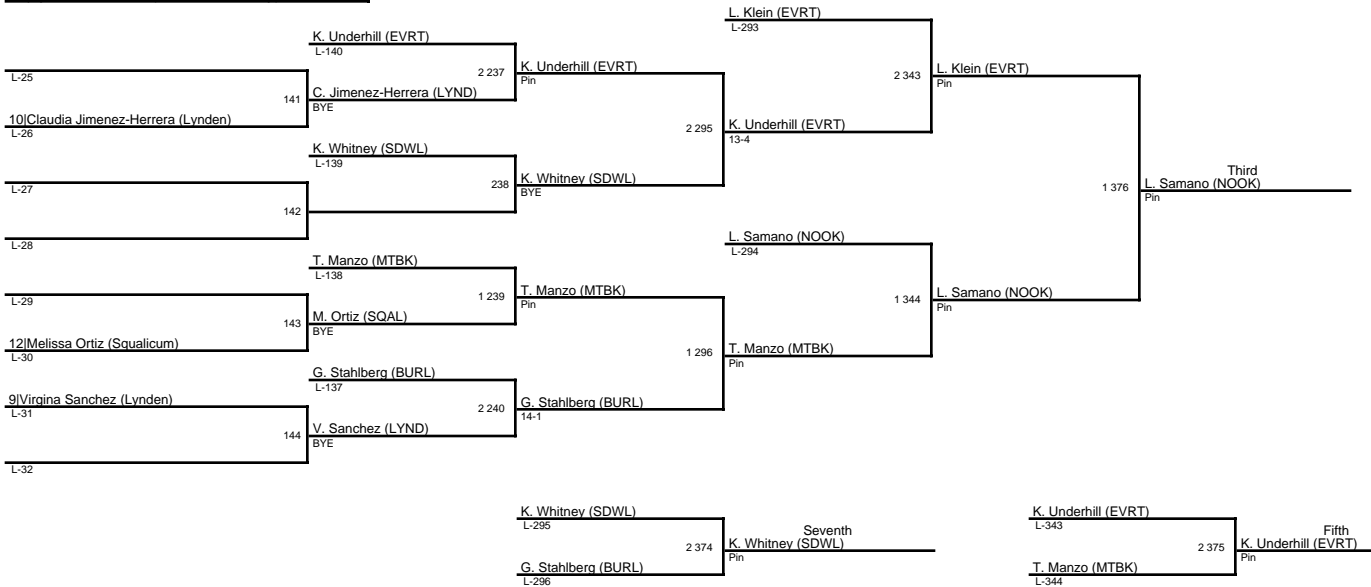 L. Klein (EVRT)
L-293
K. Underhill (EVRT)
L-140
L-25
2 237
K. Underhill (EVRT)
Pin
2 343
L. Klein (EVRT)
Pin
141
C. Jimenez-Herrera (LYND)
BYE
10|Claudia Jimenez-Herrera (Lynden)
L-26
2 295
K. Underhill (EVRT)
13-4
K. Whitney (SDWL)
L-139
L-27
238
K. Whitney (SDWL)
BYE
1 376
Third
L. Samano (NOOK)
Pin
142
L-28
L. Samano (NOOK)
L-294
T. Manzo (MTBK)
L-138
L-29
1 239
T. Manzo (MTBK)
Pin
1 344
L. Samano (NOOK)
Pin
143
M. Ortiz (SQAL)
BYE
12|Melissa Ortiz (Squalicum)
L-30
1 296
T. Manzo (MTBK)
Pin
G. Stahlberg (BURL)
L-137
9|Virgina Sanchez (Lynden)
L-31
2 240
G. Stahlberg (BURL)
14-1
144
V. Sanchez (LYND)
BYE
L-32
K. Whitney (SDWL)
L-295
2 374
Seventh
K. Whitney (SDWL)
Pin
G. Stahlberg (BURL)
L-296
K. Underhill (EVRT)
L-343
2 375
Fifth
K. Underhill (EVRT)
Pin
T. Manzo (MTBK)
L-344